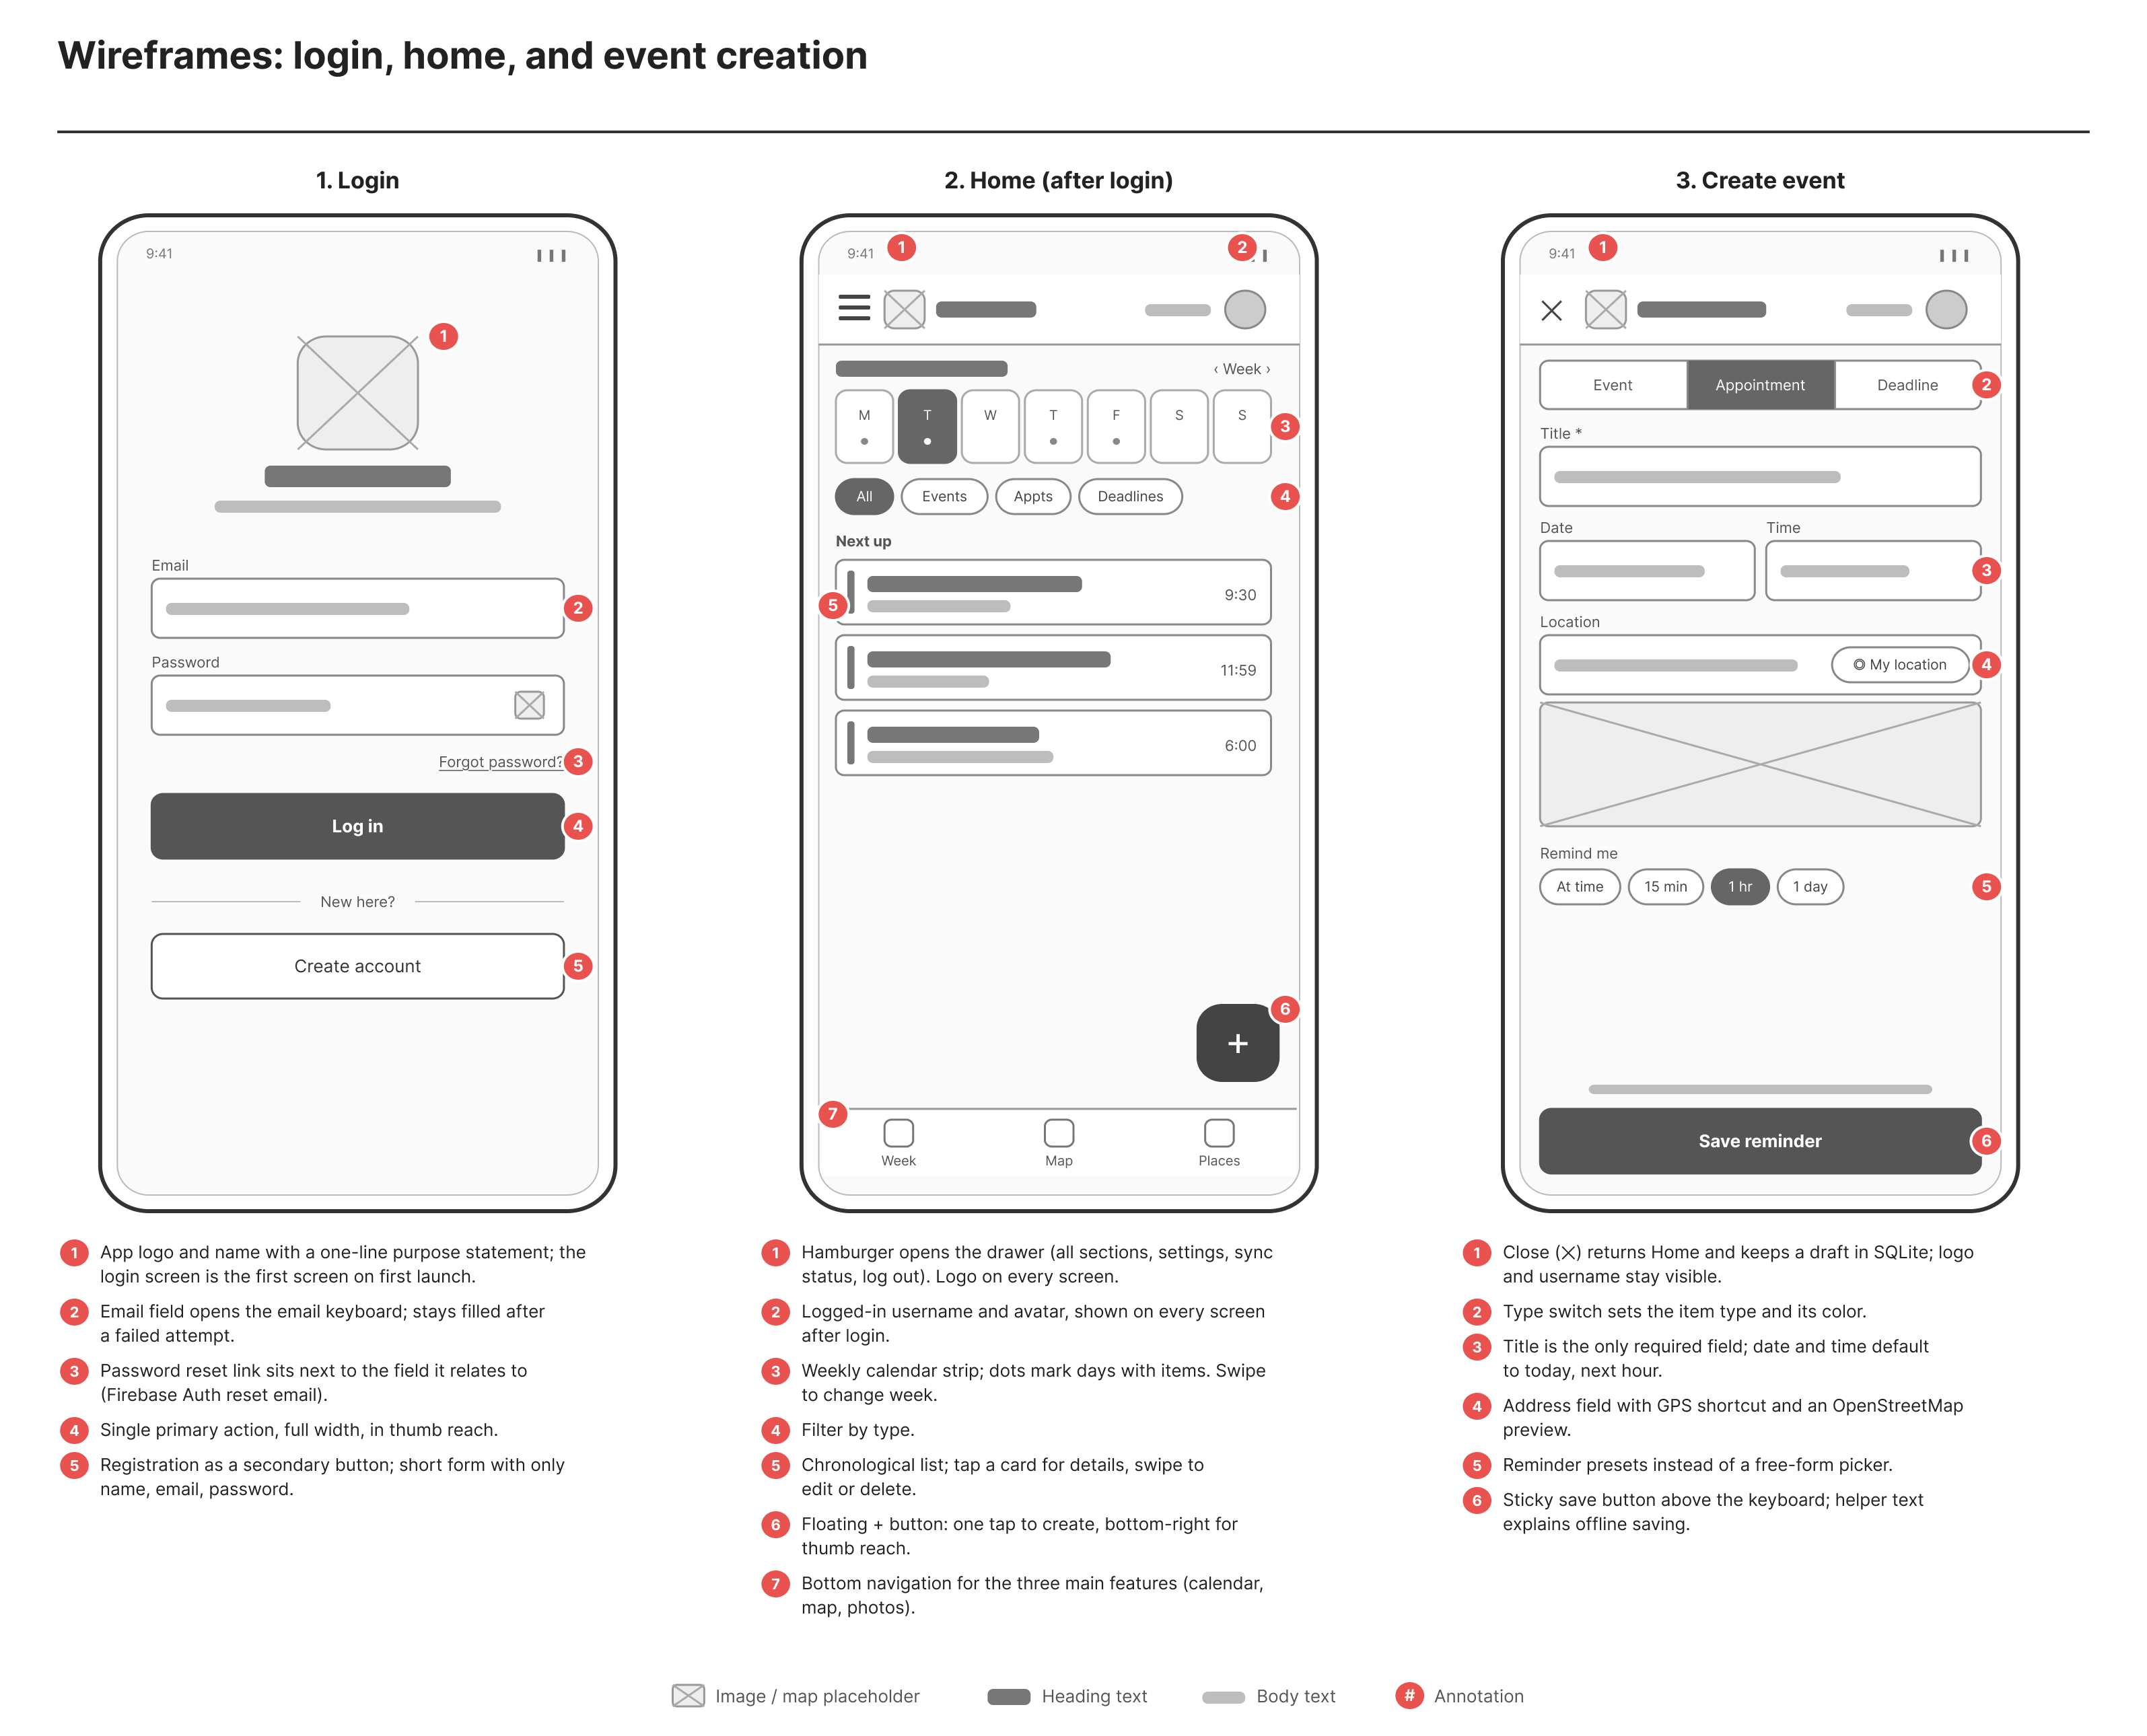 Wireframes: login, home, and event creation
1. Login
9:41
1
Email
2
Password
Forgot password?
3
Log in
4
New here?
Create account
5
1 App logo and name with a one-line purpose statement; the
login screen is the first screen on first launch.
2 Email field opens the email keyboard; stays filled after
a failed attempt.
3 Password reset link sits next to the field it relates to
(Firebase Auth reset email).
4 Single primary action, full width, in thumb reach.
5 Registration as a secondary button; short form with only
name, email, password.
2. Home (after login)
9:41 1 2
‹ Week ›
M T W T F S S
3
All Events Appts Deadlines
4
Next up
9:30
5
11:59
6:00
6
+
7
Week Map Places
1 Hamburger opens the drawer (all sections, settings, sync
status, log out). Logo on every screen.
2 Logged-in username and avatar, shown on every screen
after login.
3 Weekly calendar strip; dots mark days with items. Swipe
to change week.
4 Filter by type.
5 Chronological list; tap a card for details, swipe to
edit or delete.
6 Floating + button: one tap to create, bottom-right for
thumb reach.
7 Bottom navigation for the three main features (calendar,
map, photos).
3. Create event
9:41 1
Event Appointment Deadline
2
Title *
Date Time
3
Location
◎ My location
4
Remind me
At time 15 min 1 hr 1 day
5
Save reminder
6
1 Close (✕) returns Home and keeps a draft in SQLite; logo
and username stay visible.
2 Type switch sets the item type and its color.
3 Title is the only required field; date and time default
to today, next hour.
4 Address field with GPS shortcut and an OpenStreetMap
preview.
5 Reminder presets instead of a free-form picker.
6 Sticky save button above the keyboard; helper text
explains offline saving.
Image / map placeholder
Heading text
Body text
# Annotation